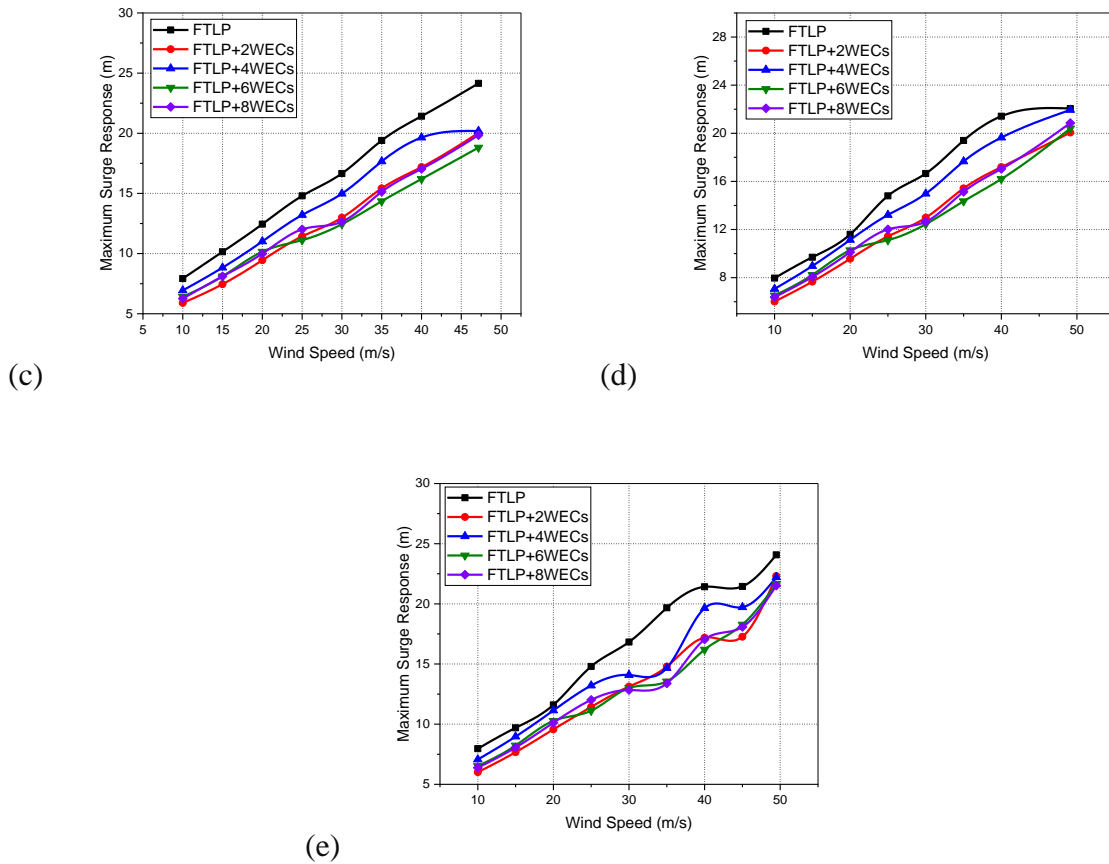 30
25
20
15
10
5
Maximum Surge Response (m)
FTLP
FTLP+2WECs
FTLP+4WECs
FTLP+6WECs
FTLP+8WECs
5 10 15 20 25 30 35 40 45 50
Wind Speed (m/s)
(c)
28
24
20
16
12
8
Maximum Surge Response (m)
FTLP
FTLP+2WECs
FTLP+4WECs
FTLP+6WECs
FTLP+8WECs
10 20 30 40 50
Wind Speed (m/s)
(d)
30
25
20
15
10
5
Maximum Surge Response (m)
FTLP
FTLP+2WECs
FTLP+4WECs
FTLP+6WECs
FTLP+8WECs
10 20 30 40 50
Wind Speed (m/s)
(e)